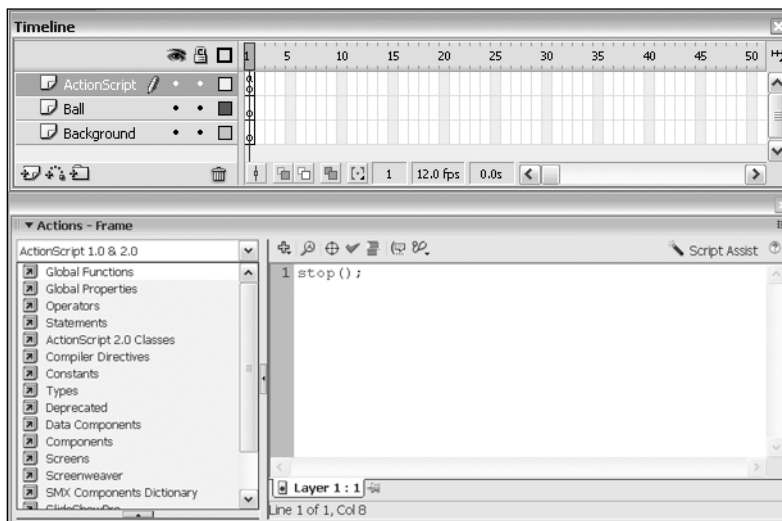 Timeline
1 5 10 15 20 25 30 35 40 45 50
ActionScript
Ball
Background
1 12.0 fps 0.0s
Actions - Frame
ActionScript 1.0 & 2.0
Script Assist
Global Functions
Global Properties
Operators
Statements
ActionScript 2.0 Classes
Compiler Directives
Constants
Types
Deprecated
Data Components
Components
Screens
Screenweaver
SMX Components Dictionary
SlideShowPro
1 stop();
Layer 1 : 1
Line 1 of 1, Col 8